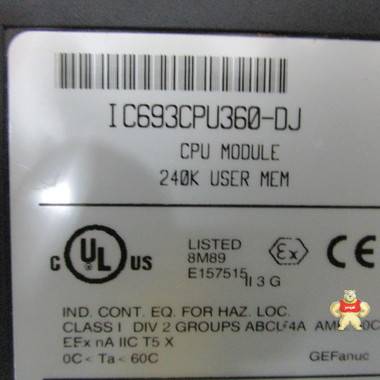 IC693CPU360-DJ
CPU MODULE
240K USER MEM
C UL US
LISTED
8M89
E157515
Ex
CE
II 3 G
IND. CONT. EQ. FOR HAZ. LOC.
CLASS I DIV 2 GROUPS
EEx nA IIC T5 X
0C < Ta < 60C
GEFanuc